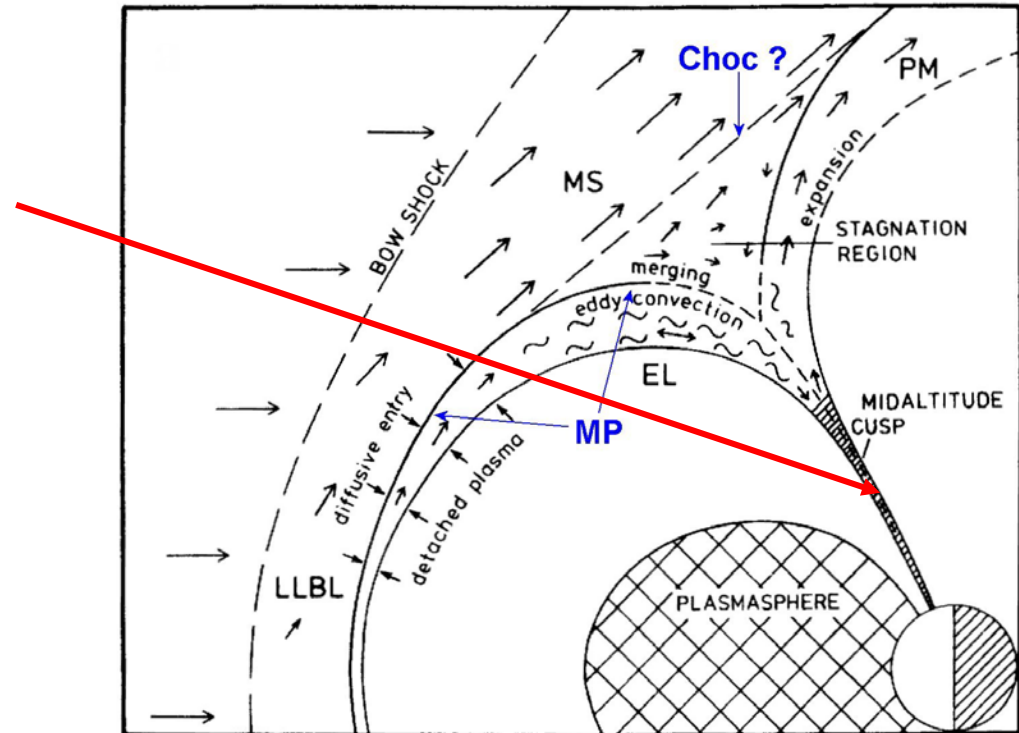 Choc ?
PM
BOW SHOCK
MS
expansion
STAGNATION
REGION
merging
eddy convection
EL
MIDALTITUDE
CUSP
MP
diffusive entry
detached plasma
LLBL
PLASMASPHERE